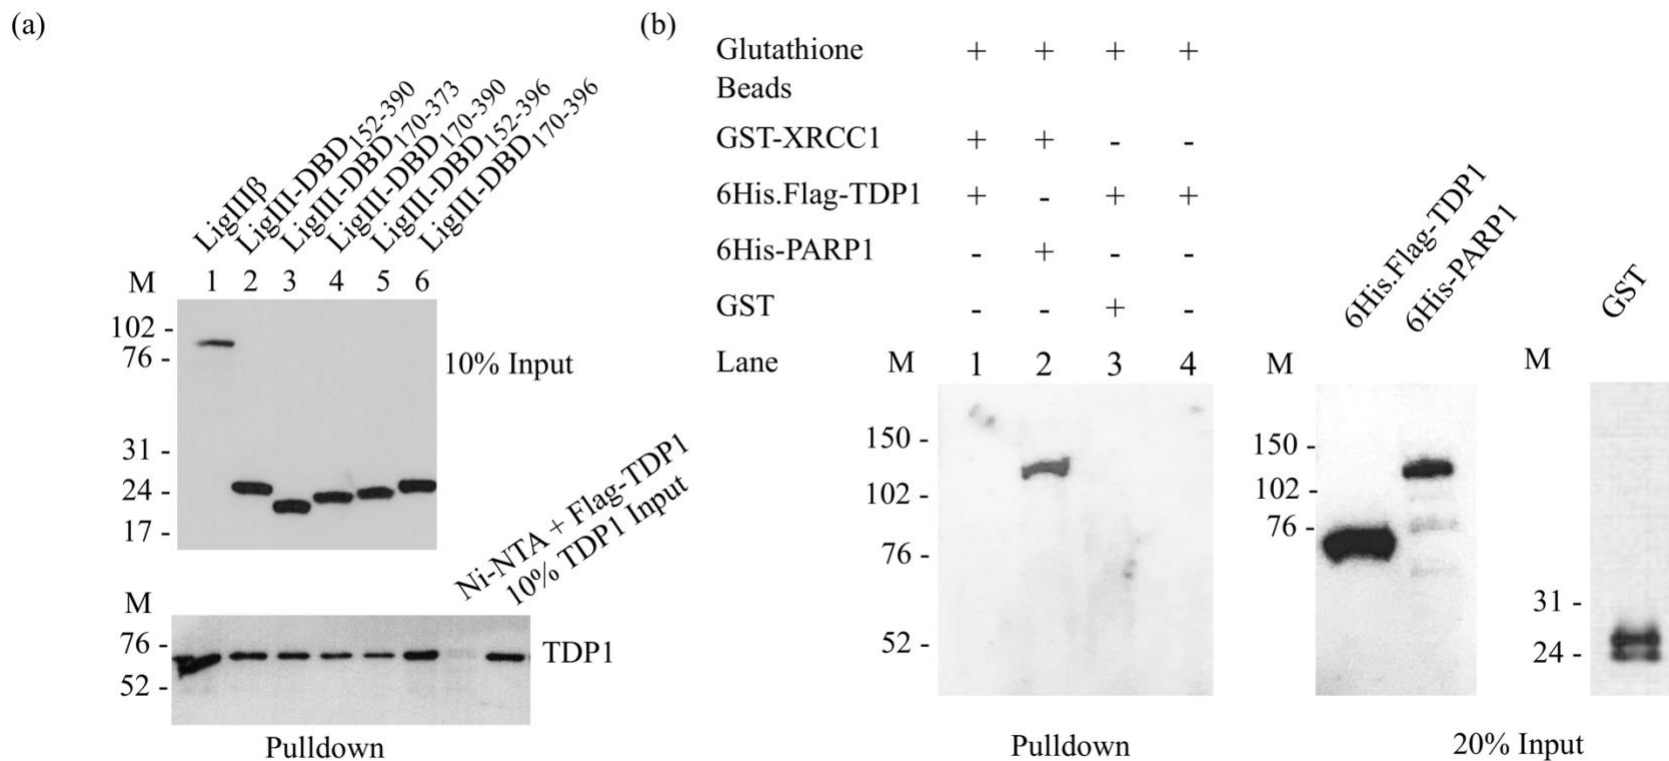 (a)
LigIIIβ
LigIII-DBD152-390
LigIII-DBD170-373
LigIII-DBD170-390
LigIII-DBD152-396
LigIII-DBD170-396
M 1 2 3 4 5 6
102 -
76 -
10% Input
31 -
24 -
17 -
Ni-NTA + Flag-TDP1
10% TDP1 Input
M
76 -
TDP1
52 -
Pulldown
(b)
Glutathione + + + +
Beads
GST-XRCC1 + + - -
6His.Flag-TDP1 + - + +
6His-PARP1 - + - -
GST - - + -
Lane M 1 2 3 4
150 -
102 -
76 -
52 -
Pulldown
6His.Flag-TDP1
6His-PARP1
M
150 -
102 -
76 -
GST
M
31 -
24 -
20% Input